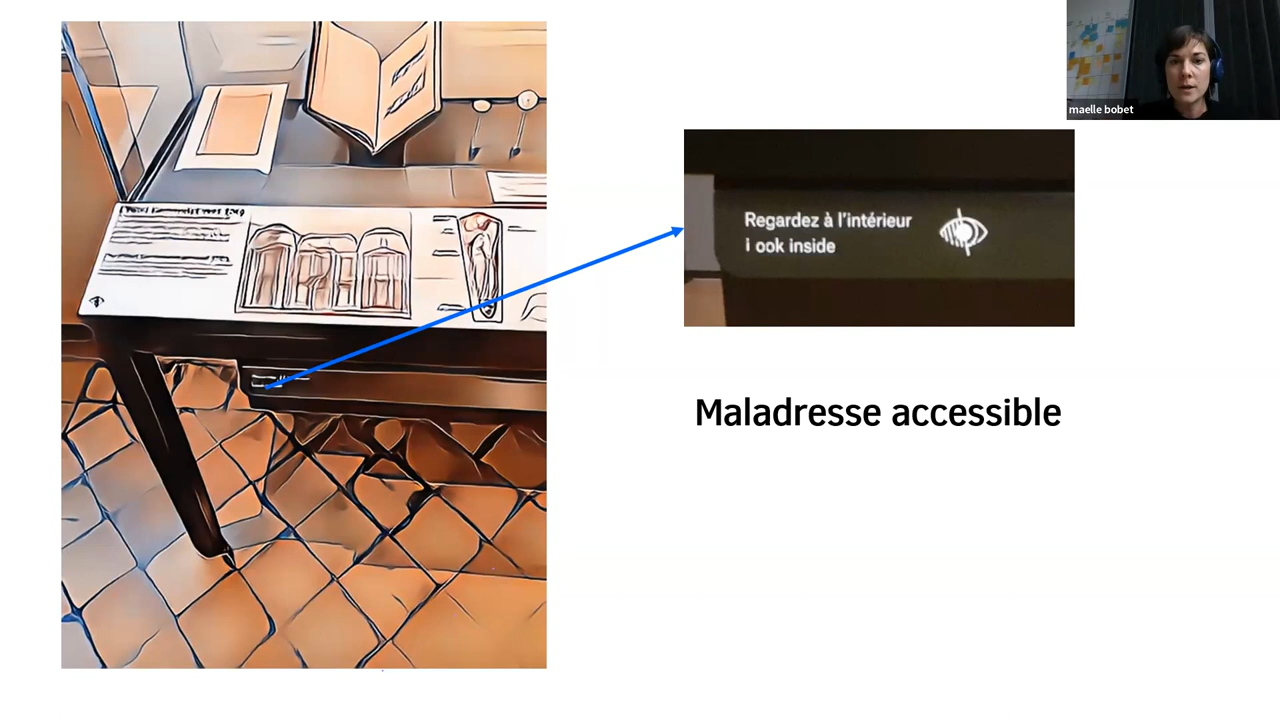 maelle bobet
Regardez à l'intérieur
l ook inside
Maladresse accessible